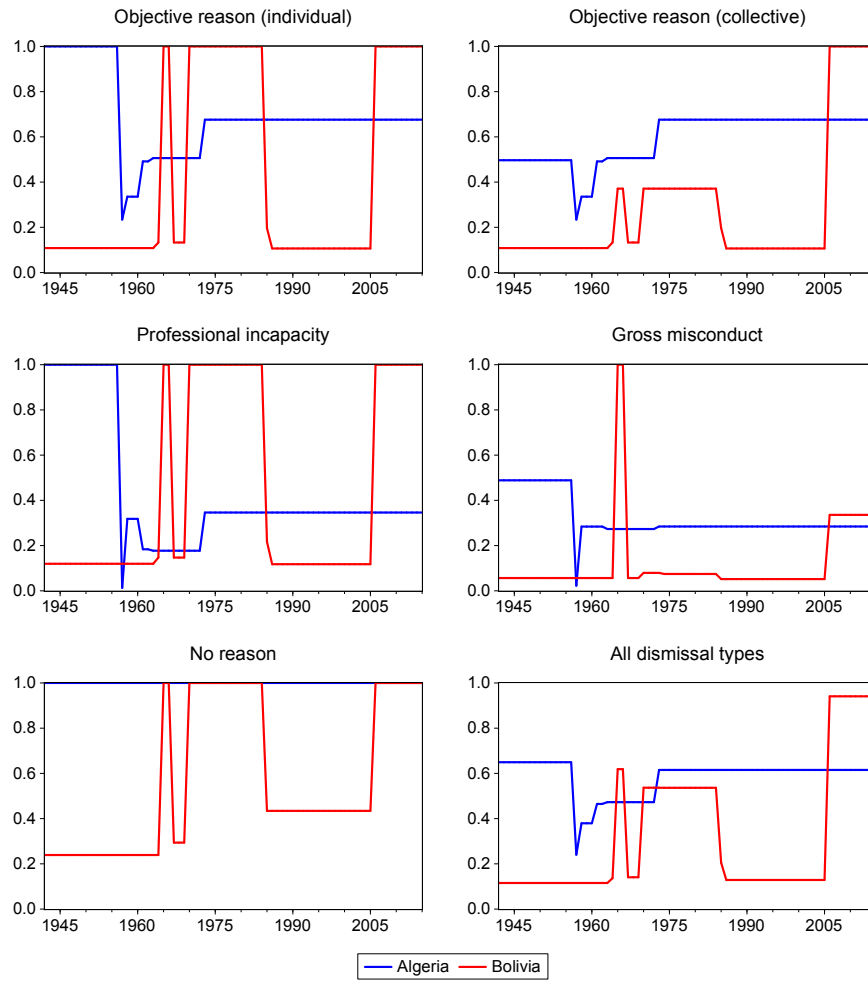 Objective reason (individual)
Objective reason (collective)
1.0
0.8
0.6
0.4
0.2
0.0
1945 1960 1975 1990 2005
1.0
0.8
0.6
0.4
0.2
0.0
1945 1960 1975 1990 2005
Professional incapacity
Gross misconduct
1.0
0.8
0.6
0.4
0.2
0.0
1945 1960 1975 1990 2005
1.0
0.8
0.6
0.4
0.2
0.0
1945 1960 1975 1990 2005
No reason
All dismissal types
1.0
0.8
0.6
0.4
0.2
0.0
1945 1960 1975 1990 2005
1.0
0.8
0.6
0.4
0.2
0.0
1945 1960 1975 1990 2005
Algeria Bolivia